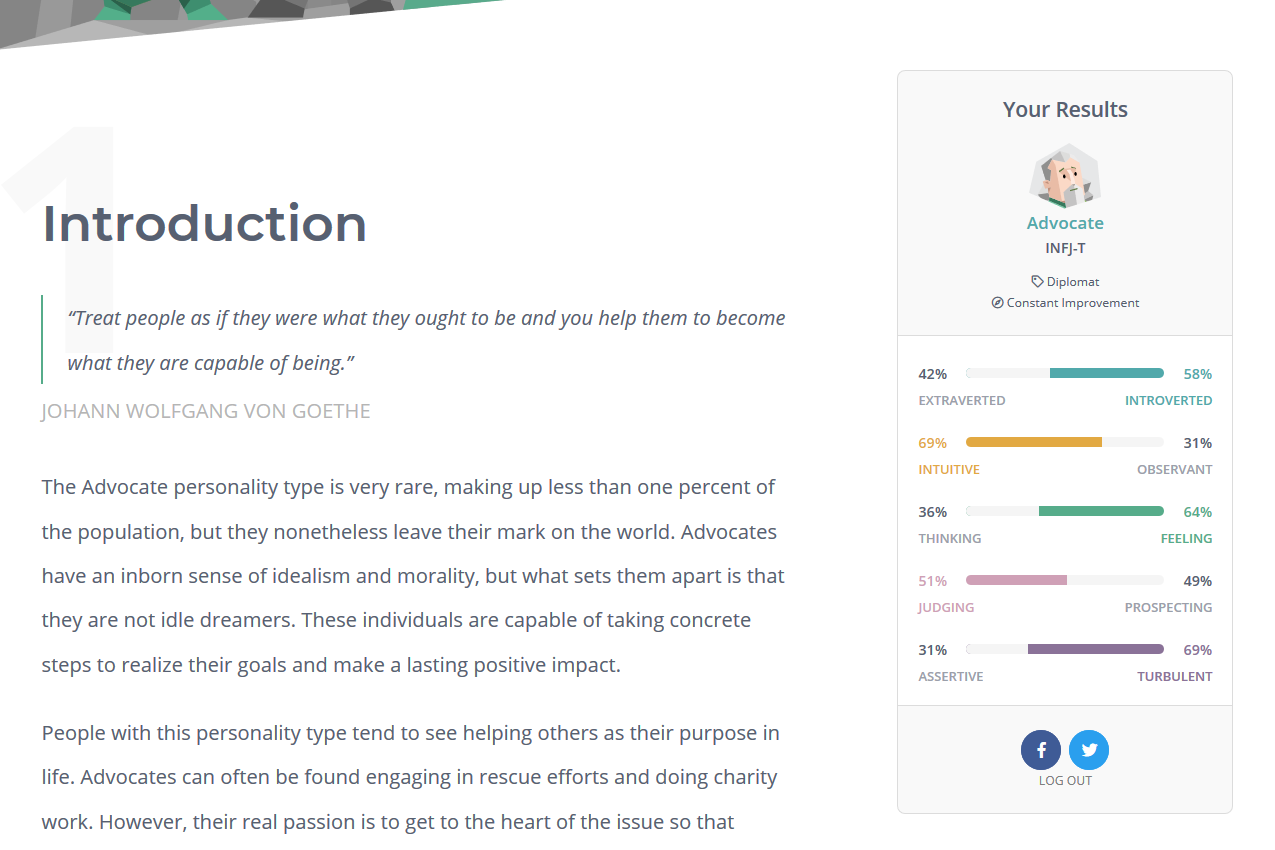 1
Introduction
“Treat people as if they were what they ought to be and you help them to become
what they are capable of being.”
JOHANN WOLFGANG VON GOETHE
The Advocate personality type is very rare, making up less than one percent of
the population, but they nonetheless leave their mark on the world. Advocates
have an inborn sense of idealism and morality, but what sets them apart is that
they are not idle dreamers. These individuals are capable of taking concrete
steps to realize their goals and make a lasting positive impact.
People with this personality type tend to see helping others as their purpose in
life. Advocates can often be found engaging in rescue efforts and doing charity
work. However, their real passion is to get to the heart of the issue so that
Your Results
Advocate
INFJ-T
Diplomat
Constant Improvement
42% 58%
EXTRAVERTED INTROVERTED
69% 31%
INTUITIVE OBSERVANT
36% 64%
THINKING FEELING
51% 49%
JUDGING PROSPECTING
31% 69%
ASSERTIVE TURBULENT
LOG OUT